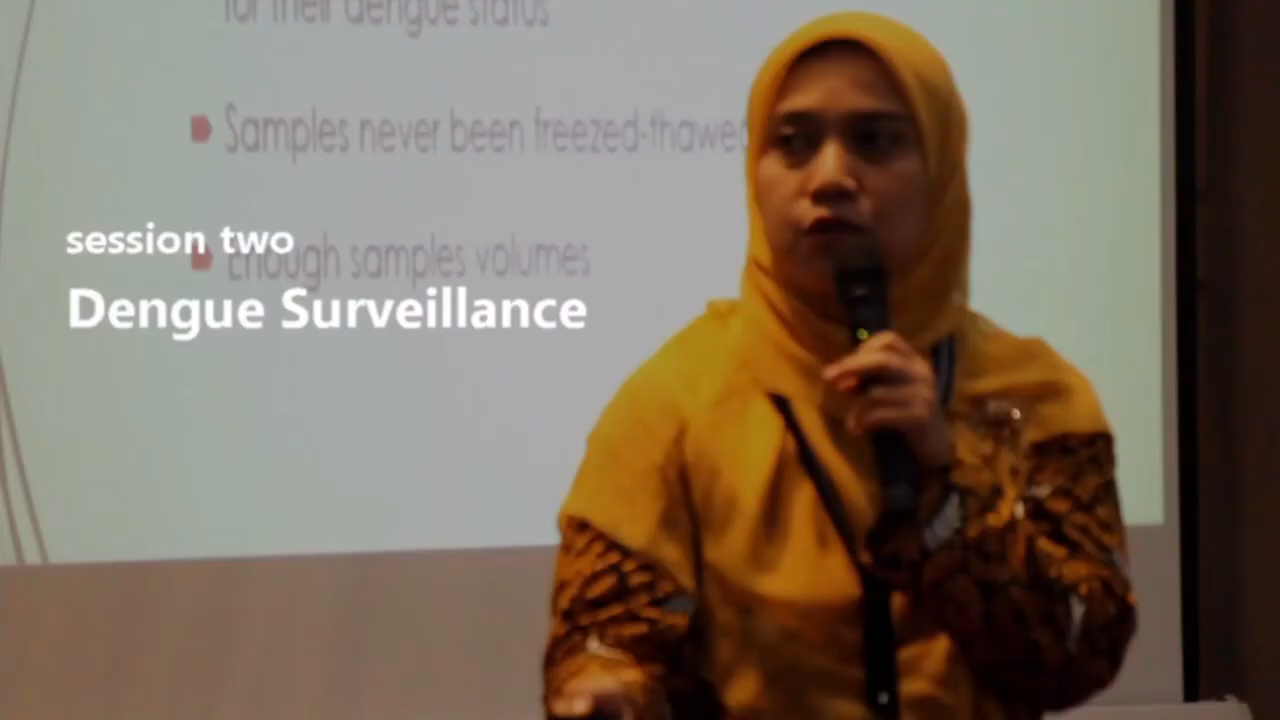 for their dengue status
Samples never been freezed-thawed
session two
Enough samples volumes
Dengue Surveillance